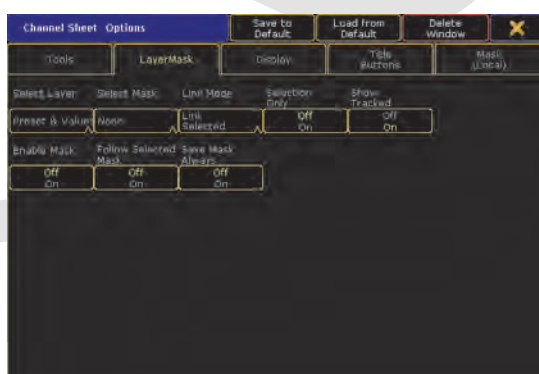 Channel Sheet Options
Save to Default
Load from Default
Delete Window
Tools
LayerMask
Display
Title Buttons
Mask (Local)
Select Layer
Select Mask
Link Mode
Selection Only
Show Tracked
Preset & Value
None
Link Selected
Off
On
Off
On
Enable Mask
Follow Selected Mask
Save Mask Always
Off
On
Off
On
Off
On